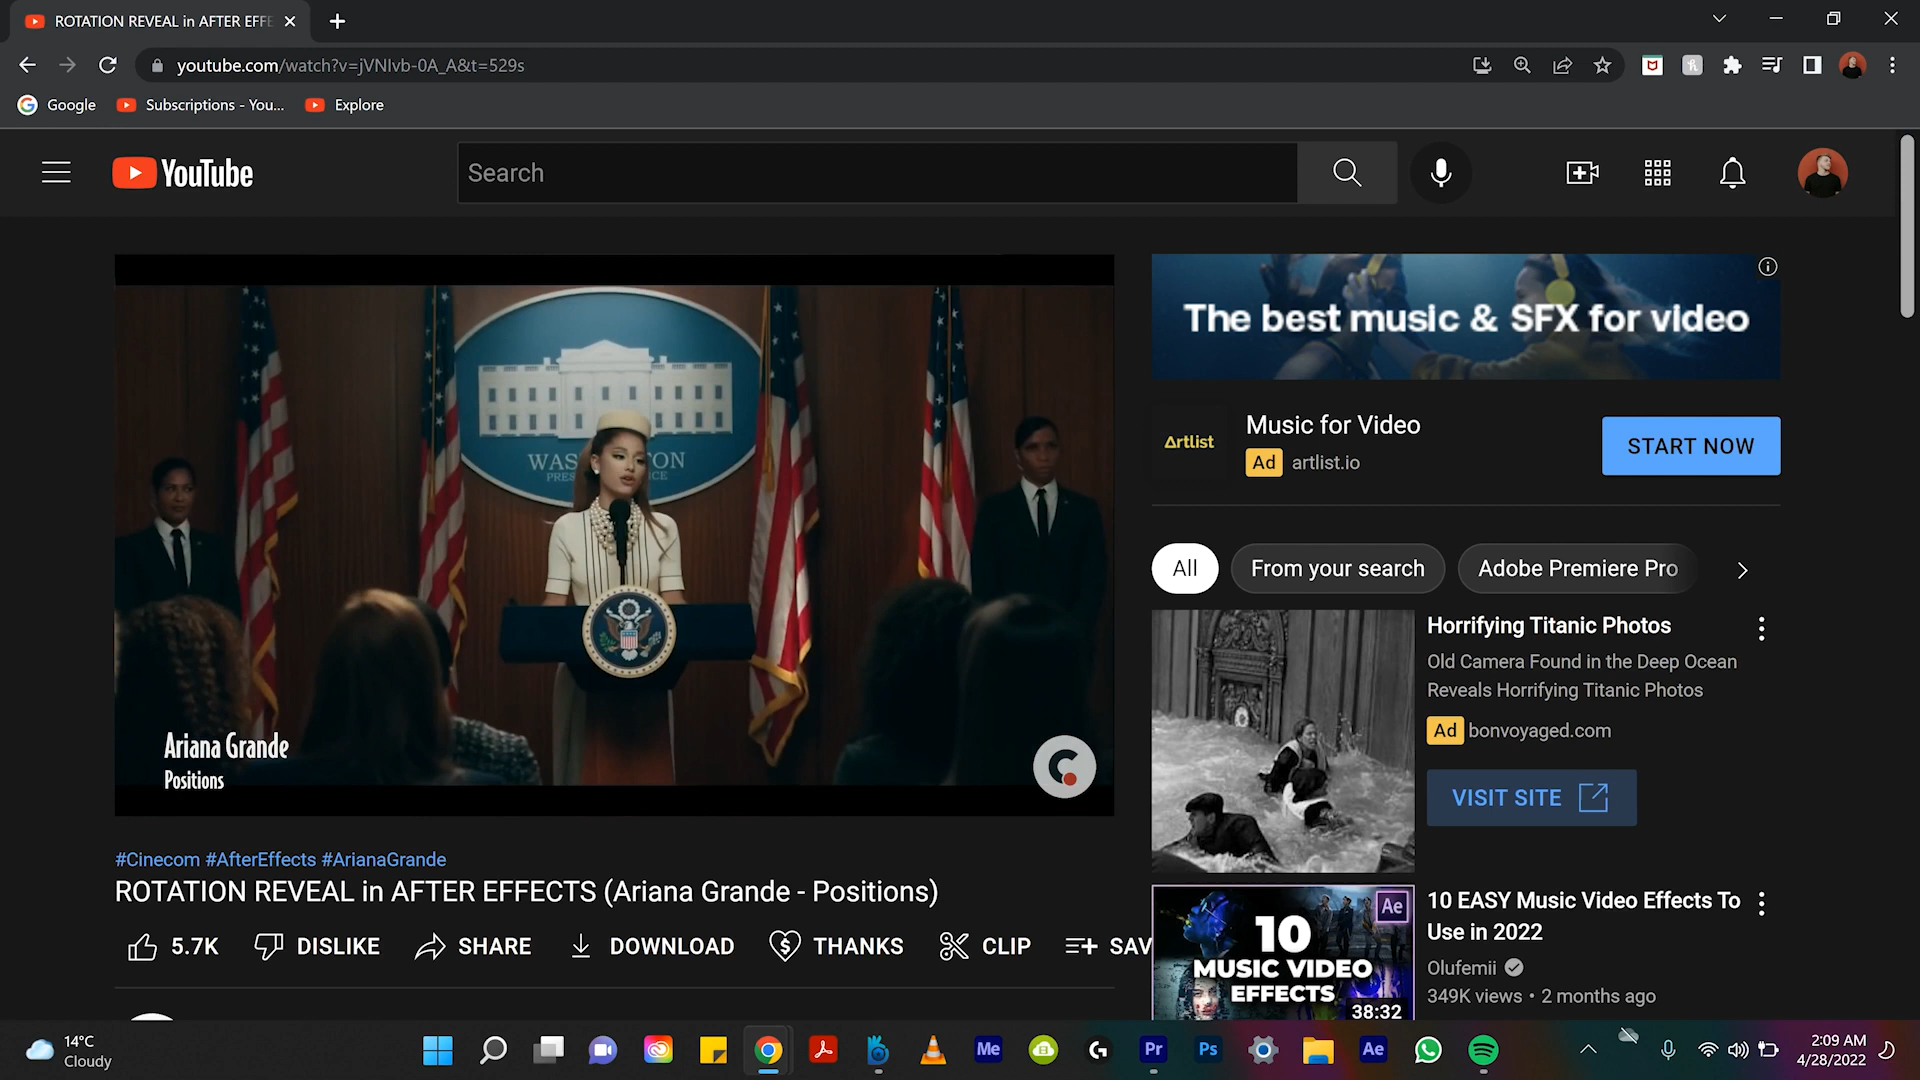 ROTATION REVEAL in AFTER EFFE
youtube.com/watch?v=jVNIvb-0A_A&t=529s
Google
Subscriptions - You...
Explore
YouTube
Search
The best music & SFX for video
Artlist
Music for Video
Ad artlist.io
START NOW
All
From your search
Adobe Premiere Pro
Ariana Grande
Positions
#Cinecom #AfterEffects #ArianaGrande
ROTATION REVEAL in AFTER EFFECTS (Ariana Grande - Positions)
5.7K
DISLIKE
SHARE
DOWNLOAD
THANKS
CLIP
SAV
Horrifying Titanic Photos
Old Camera Found in the Deep Ocean
Reveals Horrifying Titanic Photos
Ad bonvoyaged.com
VISIT SITE
Ae
10
MUSIC VIDEO
EFFECTS
38:32
10 EASY Music Video Effects To
Use in 2022
Olufemii
349K views • 2 months ago
14°C
Cloudy
Me
G
Pr
Ps
Ae
2:09 AM
4/28/2022